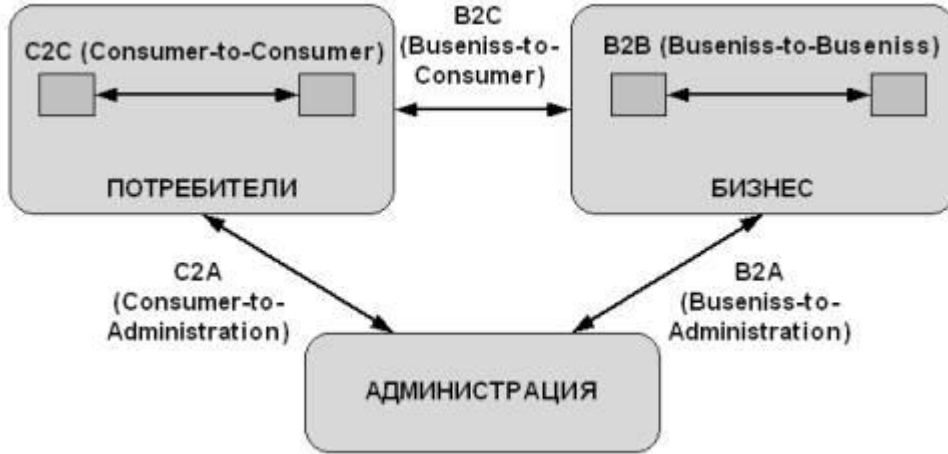 C2C (Consumer-to-Consumer)
ПОТРЕБИТЕЛИ
B2C
(Buseniss-to-
Consumer)
B2B (Buseniss-to-Buseniss)
БИЗНЕС
C2A
(Consumer-to-
Administration)
B2A
(Buseniss-to-
Administration)
АДМИНИСТРАЦИЯ